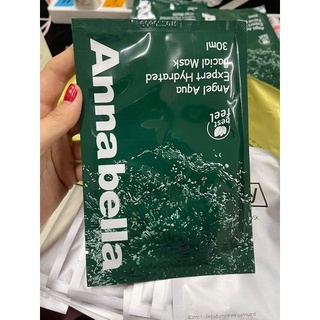 Annabella
Angel Aqua
Expert Hydrated
Facial Mask
30ml
best
feel